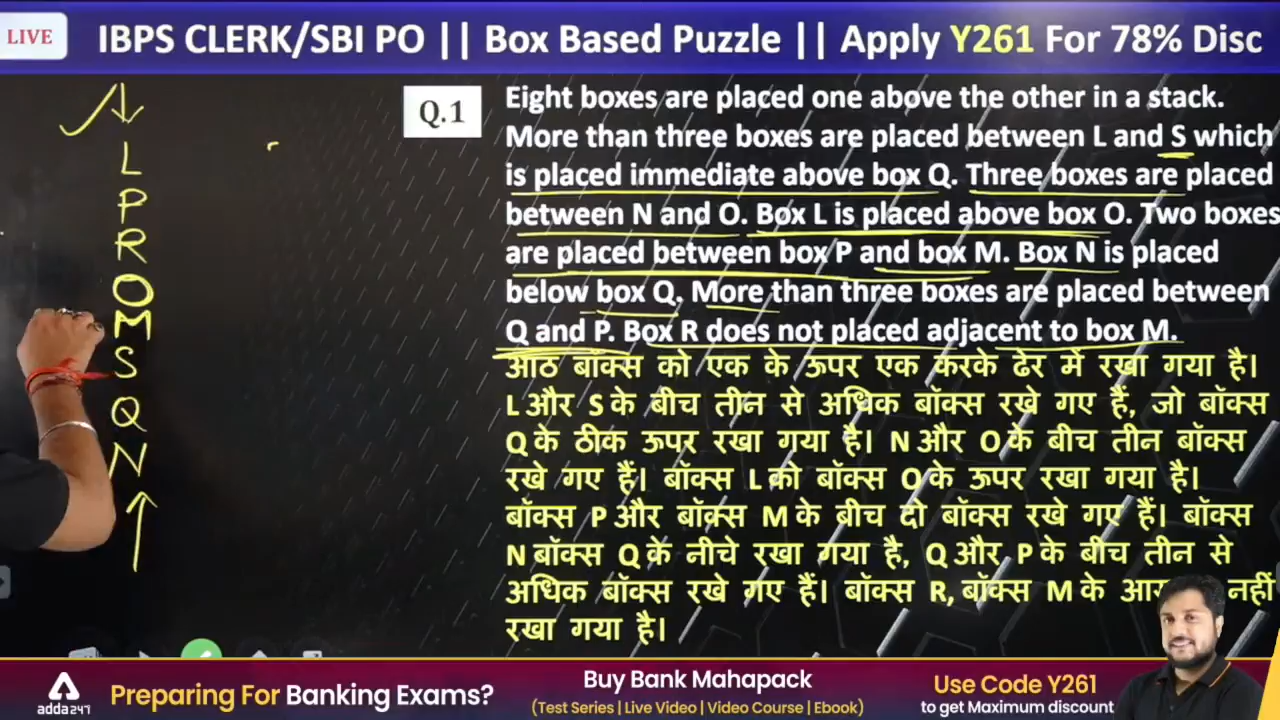 LIVE
IBPS CLERK/SBI PO || Box Based Puzzle || Apply Y261 For 78% Disc
Q.1
Eight boxes are placed one above the other in a stack.
More than three boxes are placed between L and S which
is placed immediate above box Q. Three boxes are placed
between N and O. Box L is placed above box O. Two boxes
are placed between box P and box M. Box N is placed
below box Q. More than three boxes are placed between
Q and P. Box R does not placed adjacent to box M.
आठ बॉक्स को एक के ऊपर एक करके ढेर में रखा गया है।
L और S के बीच तीन से अधिक बॉक्स रखे गए हैं, जो बॉक्स
Q के ठीक ऊपर रखा गया है। N और O के बीच तीन बॉक्स
रखे गए हैं। बॉक्स L को बॉक्स O के ऊपर रखा गया है।
बॉक्स P और बॉक्स M के बीच दो बॉक्स रखे गए हैं। बॉक्स
N बॉक्स Q के नीचे रखा गया है, Q और P के बीच तीन से
अधिक बॉक्स रखे गए हैं। बॉक्स R, बॉक्स M के नहीं
रखा गया है।
L
P
R
O
M
S
Q
N
adda247
Preparing For Banking Exams?
Buy Bank Mahapack
(Test Series | Live Video | Video Course | Ebook)
Use Code Y261
to get Maximum discount